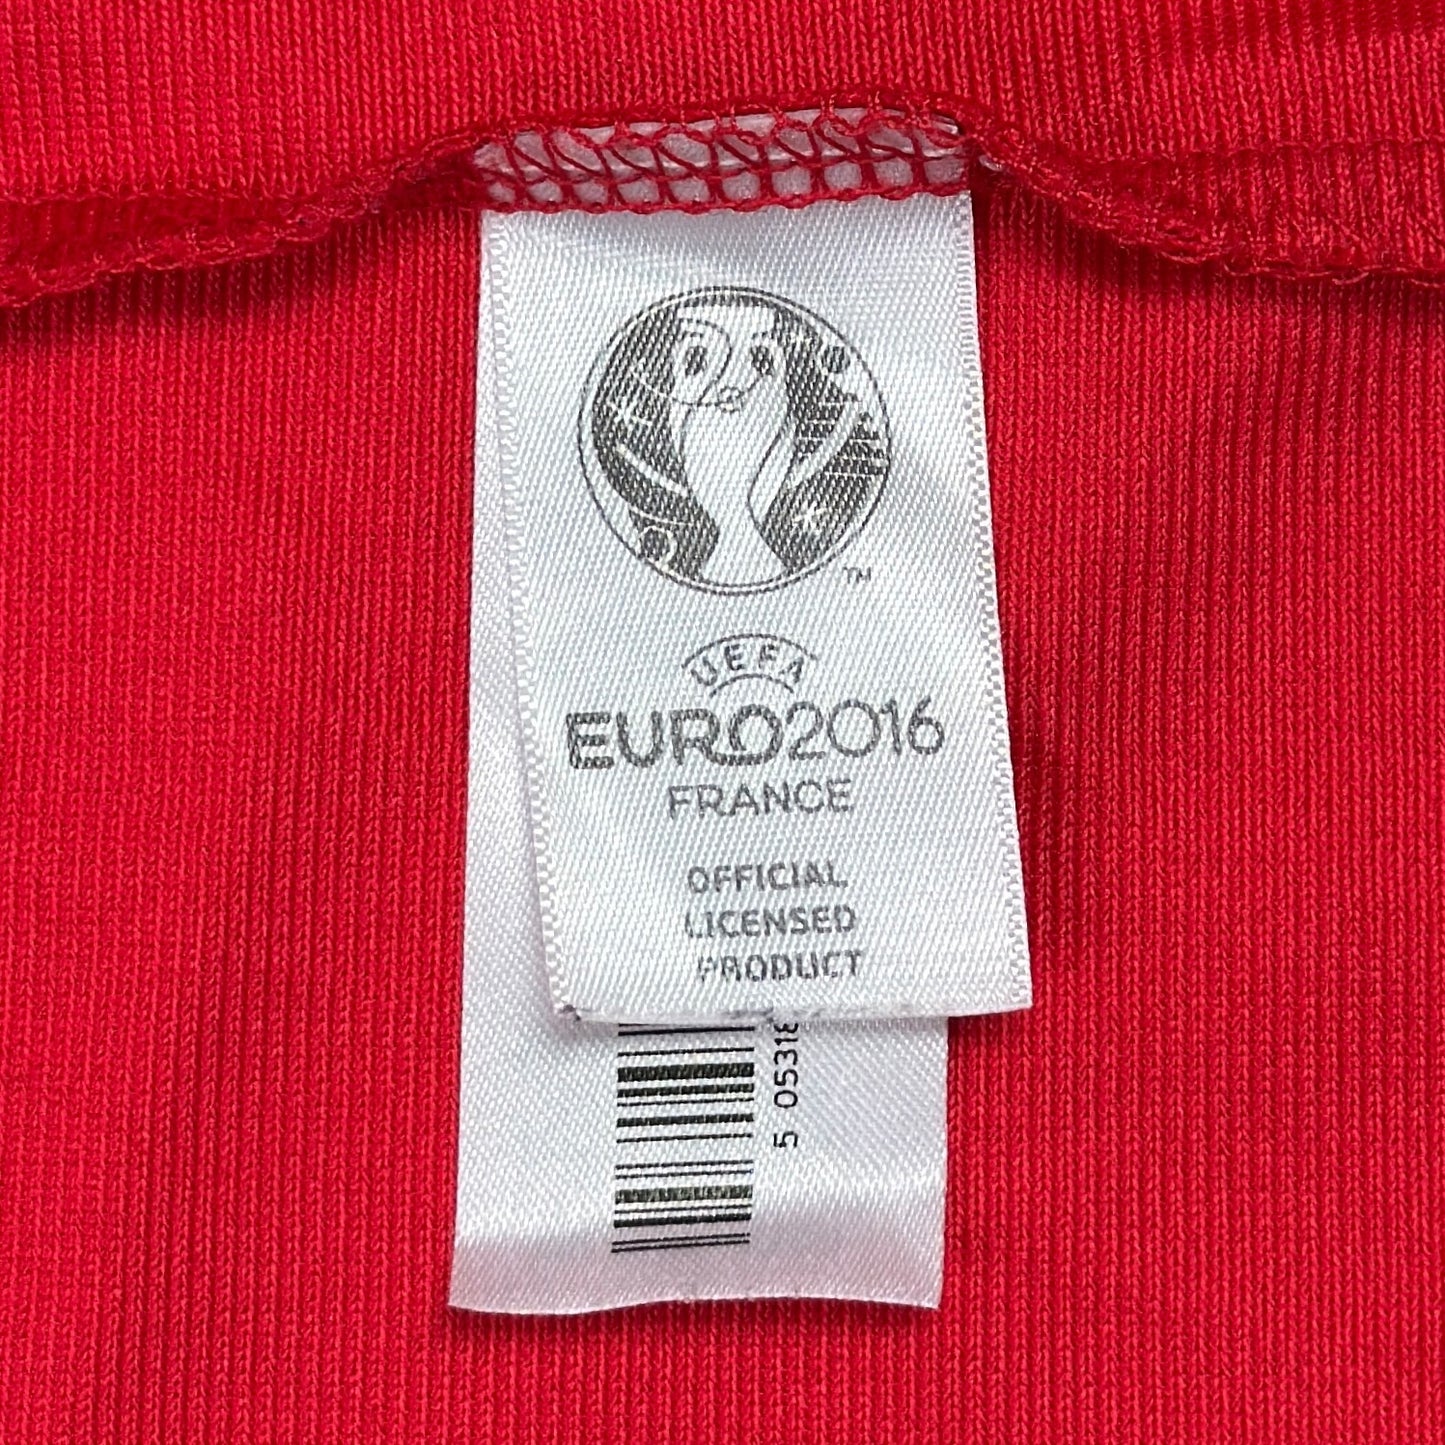 TM
UEFA
EURO2016
FRANCE
OFFICIAL
LICENSED
PRODUCT
5 05318